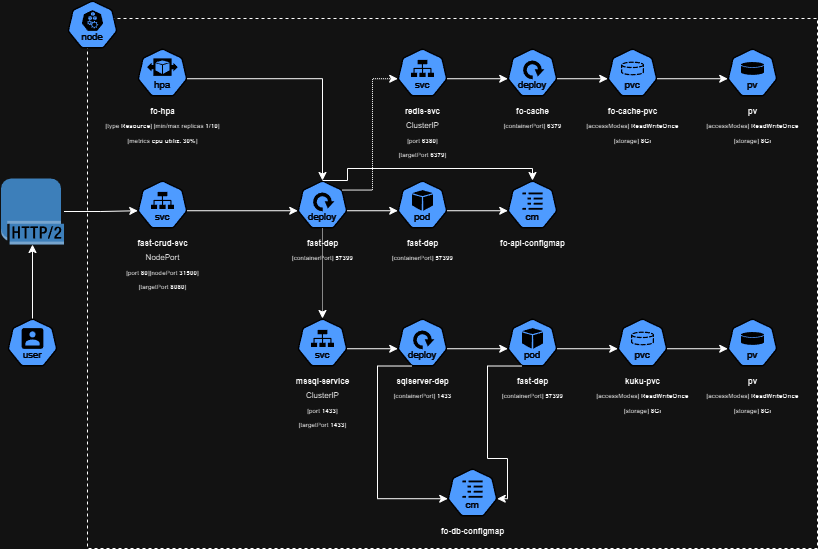 node
hpa
svc
deploy
pvc
pv
fo-hpa
redis-svc
fo-cache
fo-cache-pvc
pv
[type Resource] [min/max replicas 1/10]
ClusterIP
[containerPort] 6379
[accessModes] ReadWriteOnce
[accessModes] ReadWriteOnce
[metrics cpu utiliz. 30%]
[port 6380]
[storage] 8Gi
[storage] 8Gi
[targetPort 6379]
[HTTP/2
svc
deploy
pod
cm
fast-crud-svc
fast-dep
fast-dep
fo-api-configmap
NodePort
[containerPort] 57399
[containerPort] 57399
[port 80][nodePort 31500]
[targetPort 8080]
user
svc
deploy
pod
pvc
pv
mssql-service
sqlserver-dep
fast-dep
kuku-pvc
pv
ClusterIP
[containerPort] 1433
[containerPort] 57399
[accessModes] ReadWriteOnce
[accessModes] ReadWriteOnce
[port 1433]
[storage] 8Gi
[storage] 8Gi
[targetPort 1433]
cm
fo-db-configmap